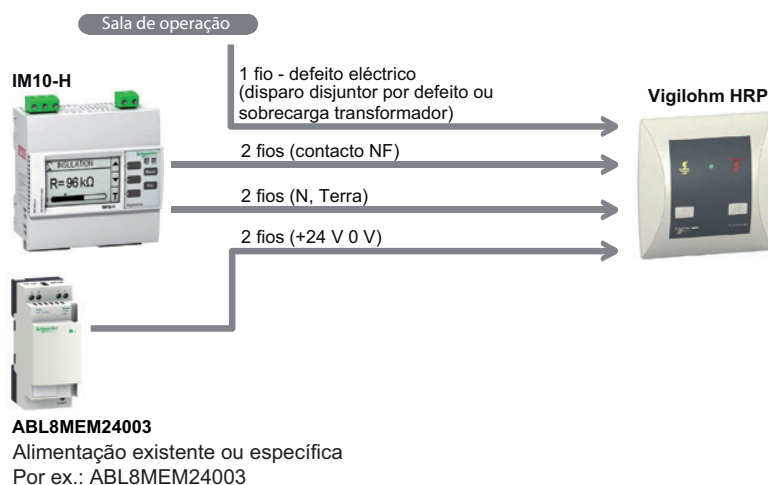 Sala de operação
IM10-H
1 fio - defeito eléctrico
(disparo disjuntor por defeito ou
sobrecarga transformador)
Vigilohm HRP
2 fios (contacto NF)
INSULATION
R= 96 kΩ
IM10-H
2 fios (N, Terra)
2 fios (+24 V 0 V)
ABL8MEM24003
Alimentação existente ou específica
Por ex.: ABL8MEM24003